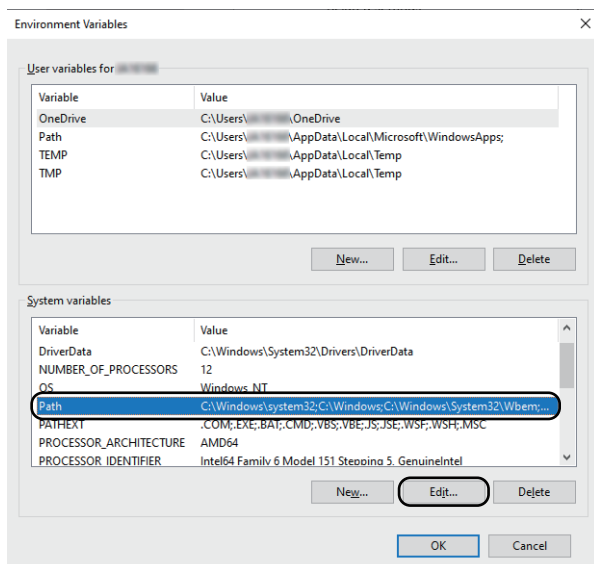 Environment Variables
User variables for
Variable Value
OneDrive C:\Users\ \OneDrive
Path C:\Users\ \AppData\Local\Microsoft\WindowsApps;
TEMP C:\Users\ \AppData\Local\Temp
TMP C:\Users\ \AppData\Local\Temp
New... Edit... Delete
System variables
Variable Value
DriverData C:\Windows\System32\Drivers\DriverData
NUMBER_OF_PROCESSORS 12
OS Windows_NT
Path C:\Windows\system32;C:\Windows;C:\Windows\System32\Wbem;...
PATHEXT .COM;.EXE;.BAT;.CMD;.VBS;.VBE;.JS;.JSE;.WSF;.WSH;.MSC
PROCESSOR_ARCHITECTURE AMD64
PROCESSOR_IDENTIFIER Intel64 Family 6 Model 151 Stepping 5, GenuineIntel
New... Edit... Delete
OK Cancel